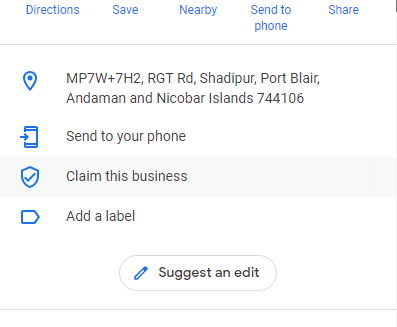 Directions Save Nearby Send to phone Share
MP7W+7H2, RGT Rd, Shadipur, Port Blair,
Andaman and Nicobar Islands 744106
Send to your phone
Claim this business
Add a label
Suggest an edit